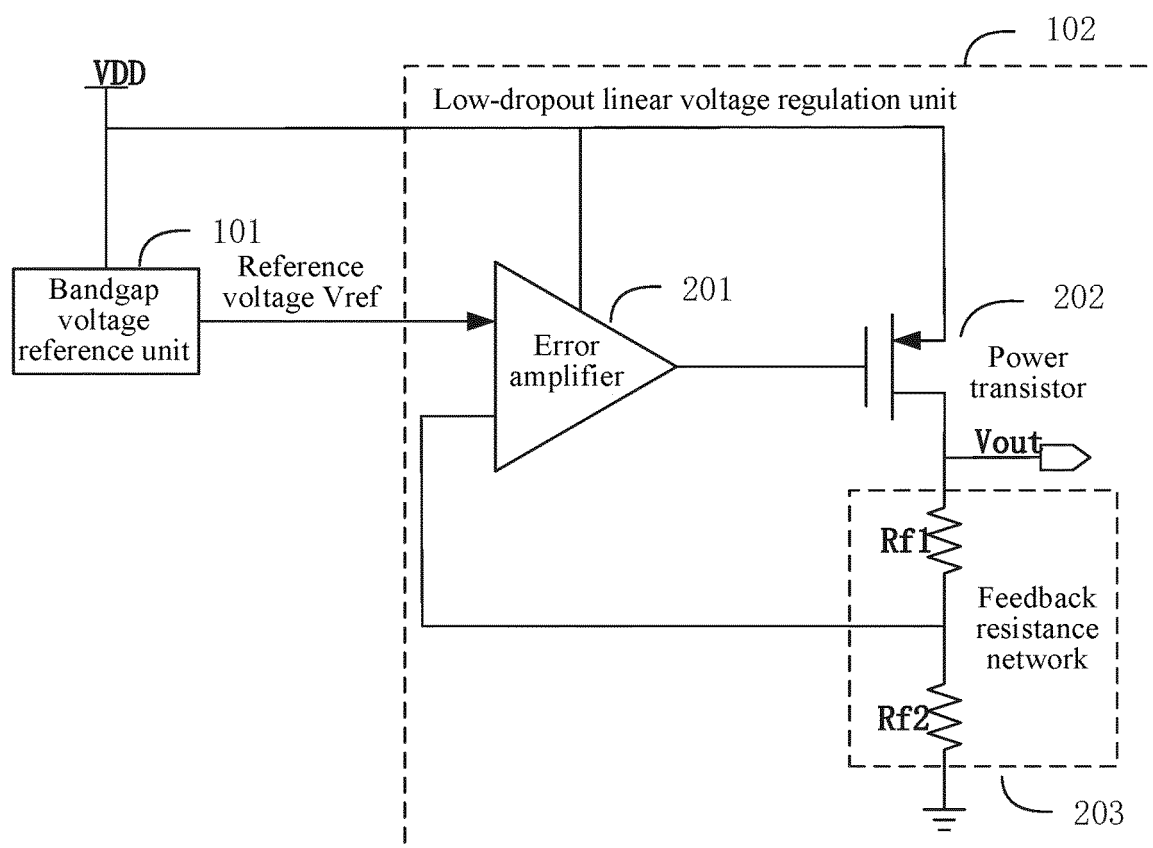 102
VDD
Low-dropout linear voltage regulation unit
101
Reference
voltage Vref
Bandgap
voltage
reference unit
201
202
Error
amplifier
Power
transistor
Vout
Rf1
Feedback
resistance
network
Rf2
203